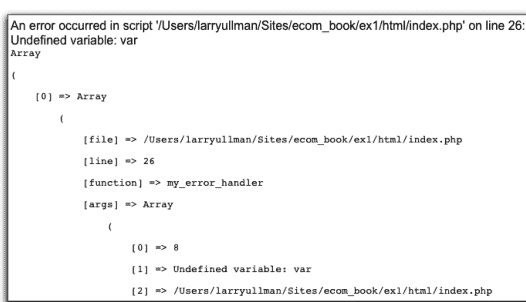 An error occurred in script '/Users/larryullman/Sites/ecom_book/ex1/html/index.php' on line 26:
Undefined variable: var
Array
(
[0] => Array
(
[file] => /Users/larryullman/Sites/ecom_book/ex1/html/index.php
[line] => 26
[function] => my_error_handler
[args] => Array
(
[0] => 8
[1] => Undefined variable: var
[2] => /Users/larryullman/Sites/ecom_book/ex1/html/index.php